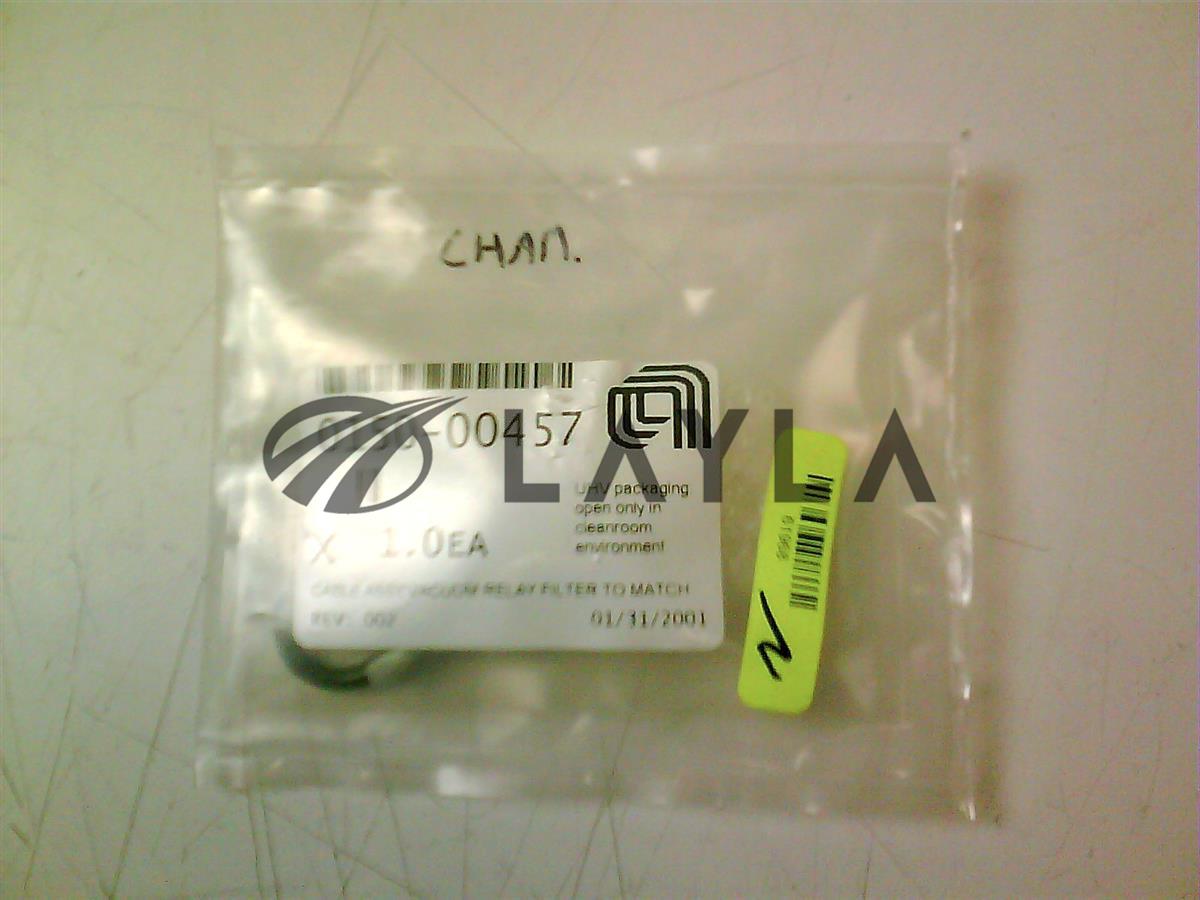 CHAM.
0150-00457
LAYLA
UHV packaging
open only in
cleanroom
environment
X 1.0EA
CABLE ASSY VACUUM RELAY FILTER TO MATCH
REV: 002 01/31/2001
N